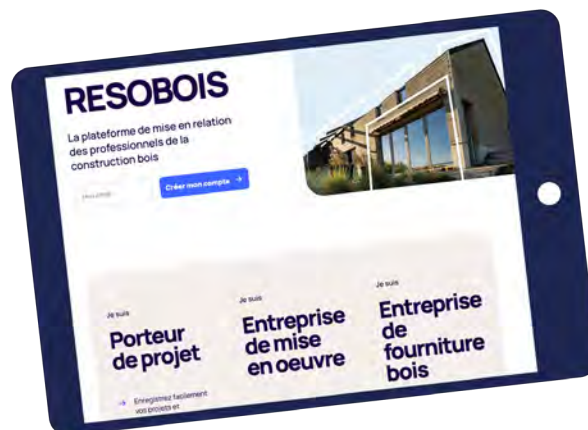 RESOBOIS
La plateforme de mise en relation
des professionnels de la
construction bois
Créer mon compte →
Je suis
Porteur
de projet
→ Enregistrez facilement
vos projets et
Je suis
Entreprise
de mise
en oeuvre
Je suis
Entreprise
de
fourniture
bois